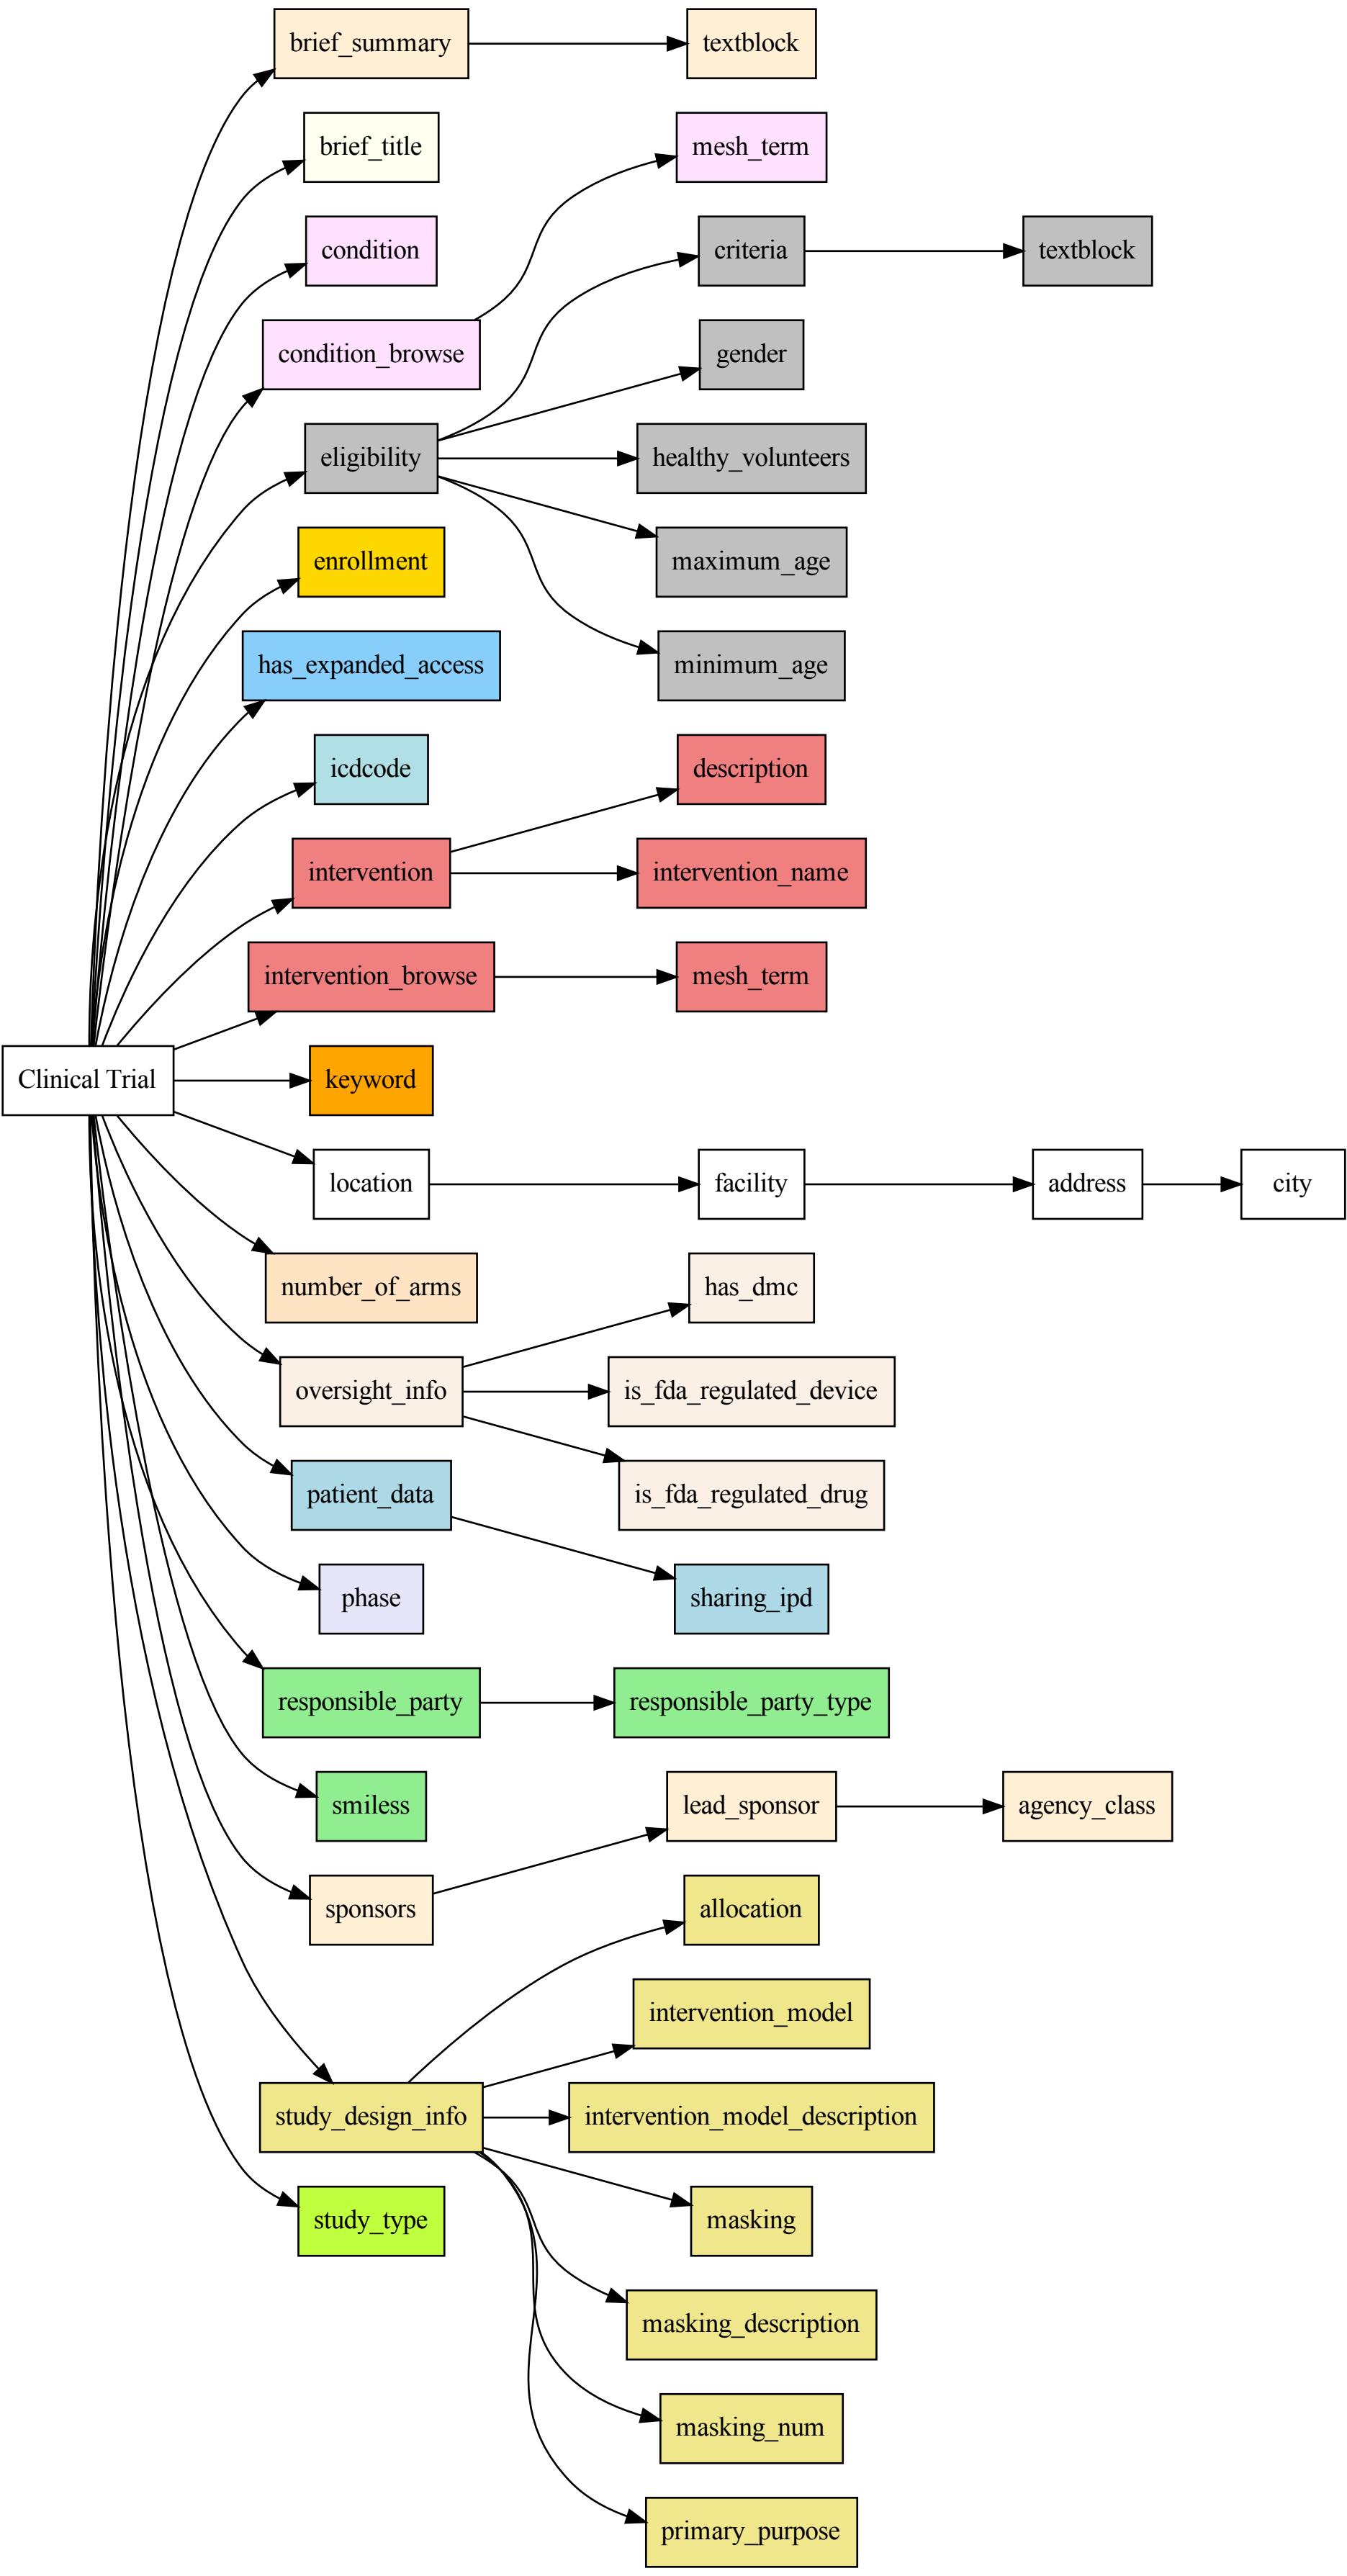 brief_summary
textblock
brief_title
mesh_term
condition
criteria
textblock
condition_browse
gender
eligibility
healthy_volunteers
enrollment
maximum_age
has_expanded_access
minimum_age
icdcode
description
intervention
intervention_name
intervention_browse
mesh_term
Clinical Trial
keyword
location
facility
address
city
number_of_arms
has_dmc
oversight_info
is_fda_regulated_device
patient_data
is_fda_regulated_drug
phase
sharing_ipd
responsible_party
responsible_party_type
smiless
lead_sponsor
agency_class
sponsors
allocation
intervention_model
study_design_info
intervention_model_description
study_type
masking
masking_description
masking_num
primary_purpose